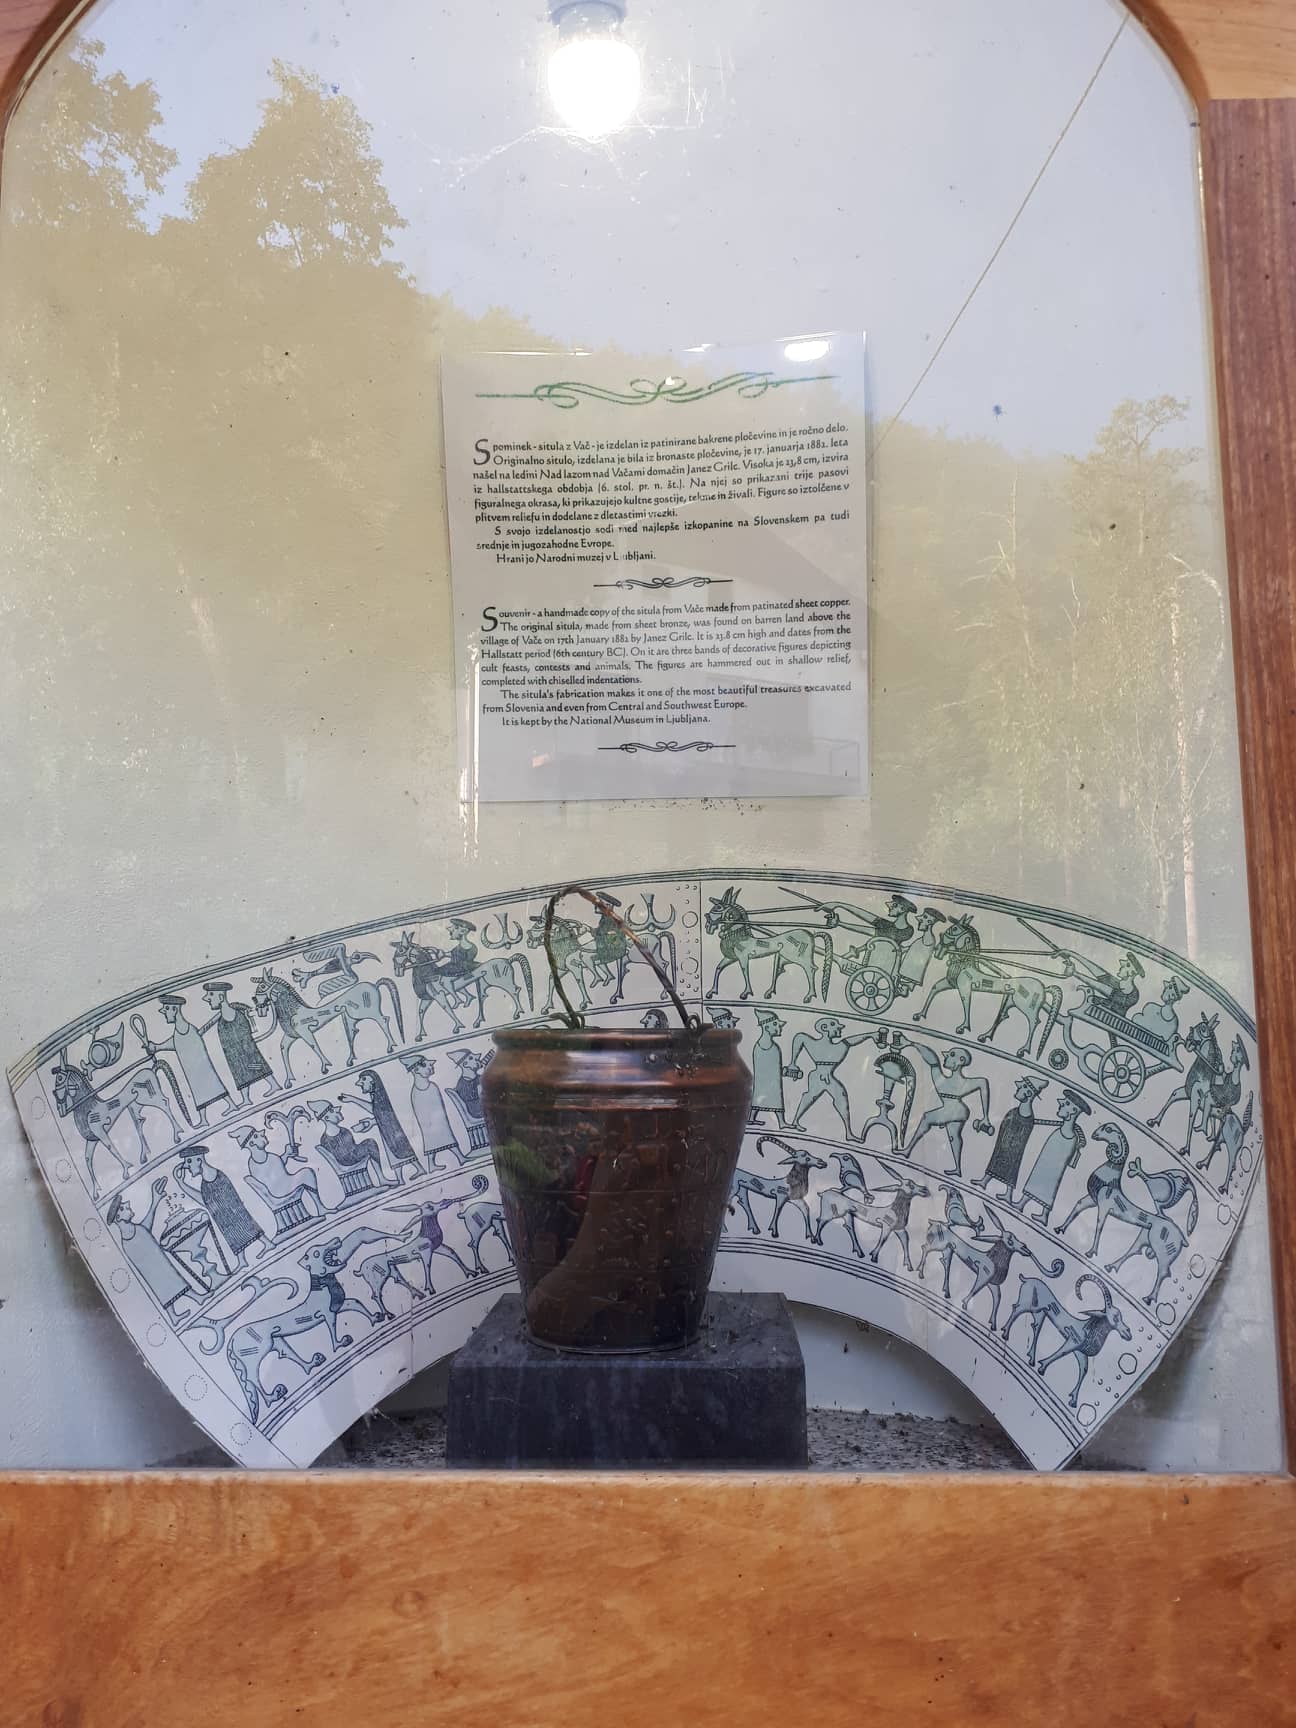 Spominek - situla z Vač - je izdelan iz patinirane bakrene pločevine in je ročno delo.
Originalno situlo, izdelana je bila iz bronaste pločevine, je 17. januarja 1882. leta
našel na ledini Nad lazom nad Vačami domačin Janez Grilc. Visoka je 23,8 cm, izvira
iz hallstattskega obdobja (6. stol. pr. n. št.). Na njej so prikazani trije pasovi
figuralnega okrasa, ki prikazujejo kultne gostije, tekme in živali. Figure so iztolčene v
plitvem reliefu in dodelane z dletastimi vrezki.
S svojo izdelanostjo sodi med najlepše izkopanine na Slovenskem pa tudi
srednje in jugozahodne Evrope.
Hrani jo Narodni muzej v Ljubljani.
Souvenir - a handmade copy of the situla from Vače made from patinated sheet copper.
The original situla, made from sheet bronze, was found on barren land above the
village of Vače on 17th January 1882 by Janez Grilc. It is 23.8 cm high and dates from the
Hallstatt period (6th century BC). On it are three bands of decorative figures depicting
cult feasts, contests and animals. The figures are hammered out in shallow relief,
completed with chiselled indentations.
The situla's fabrication makes it one of the most beautiful treasures excavated
from Slovenia and even from Central and Southwest Europe.
It is kept by the National Museum in Ljubljana.